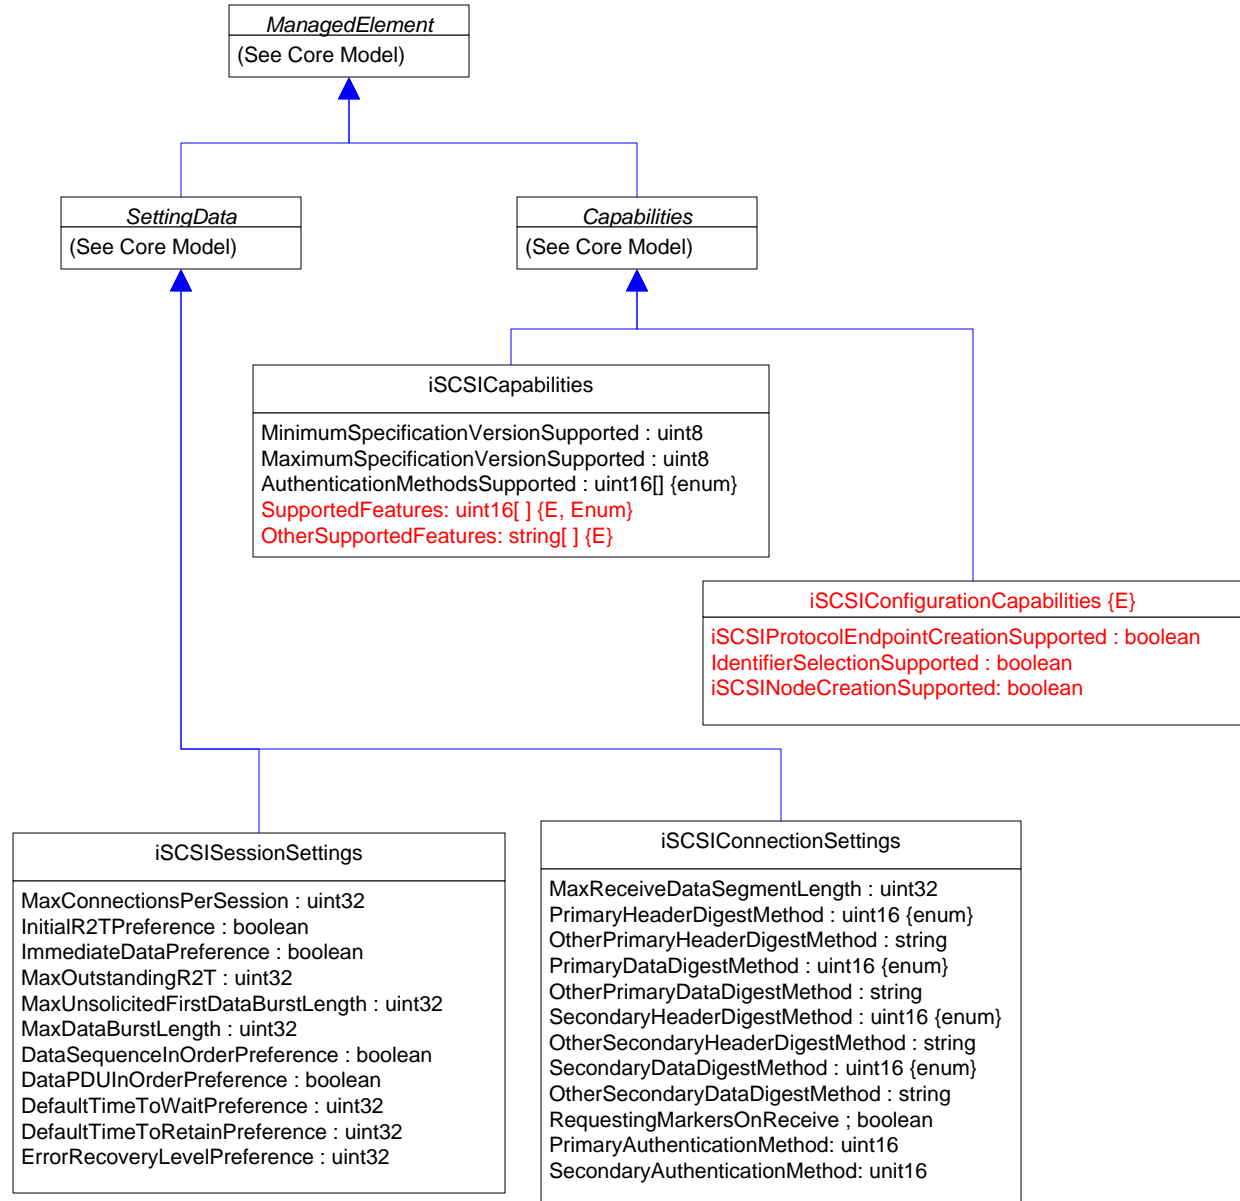 ManagedElement
(See Core Model)
SettingData
(See Core Model)
Capabilities
(See Core Model)
iSCSICapabilities
MinimumSpecificationVersionSupported : uint8
MaximumSpecificationVersionSupported : uint8
AuthenticationMethodsSupported : uint16[] {enum}
SupportedFeatures: uint16[ ] {E, Enum}
OtherSupportedFeatures: string[ ] {E}
iSCSIConfigurationCapabilities {E}
iSCSIProtocolEndpointCreationSupported : boolean
IdentifierSelectionSupported : boolean
iSCSINodeCreationSupported: boolean
iSCSISessionSettings
MaxConnectionsPerSession : uint32
InitialR2TPreference : boolean
ImmediateDataPreference : boolean
MaxOutstandingR2T : uint32
MaxUnsolicitedFirstDataBurstLength : uint32
MaxDataBurstLength : uint32
DataSequenceInOrderPreference : boolean
DataPDUInOrderPreference : boolean
DefaultTimeToWaitPreference : uint32
DefaultTimeToRetainPreference : uint32
ErrorRecoveryLevelPreference : uint32
iSCSIConnectionSettings
MaxReceiveDataSegmentLength : uint32
PrimaryHeaderDigestMethod : uint16 {enum}
OtherPrimaryHeaderDigestMethod : string
PrimaryDataDigestMethod : uint16 {enum}
OtherPrimaryDataDigestMethod : string
SecondaryHeaderDigestMethod : uint16 {enum}
OtherSecondaryHeaderDigestMethod : string
SecondaryDataDigestMethod : uint16 {enum}
OtherSecondaryDataDigestMethod : string
RequestingMarkersOnReceive ; boolean
PrimaryAuthenticationMethod: uint16
SecondaryAuthenticationMethod: unit16